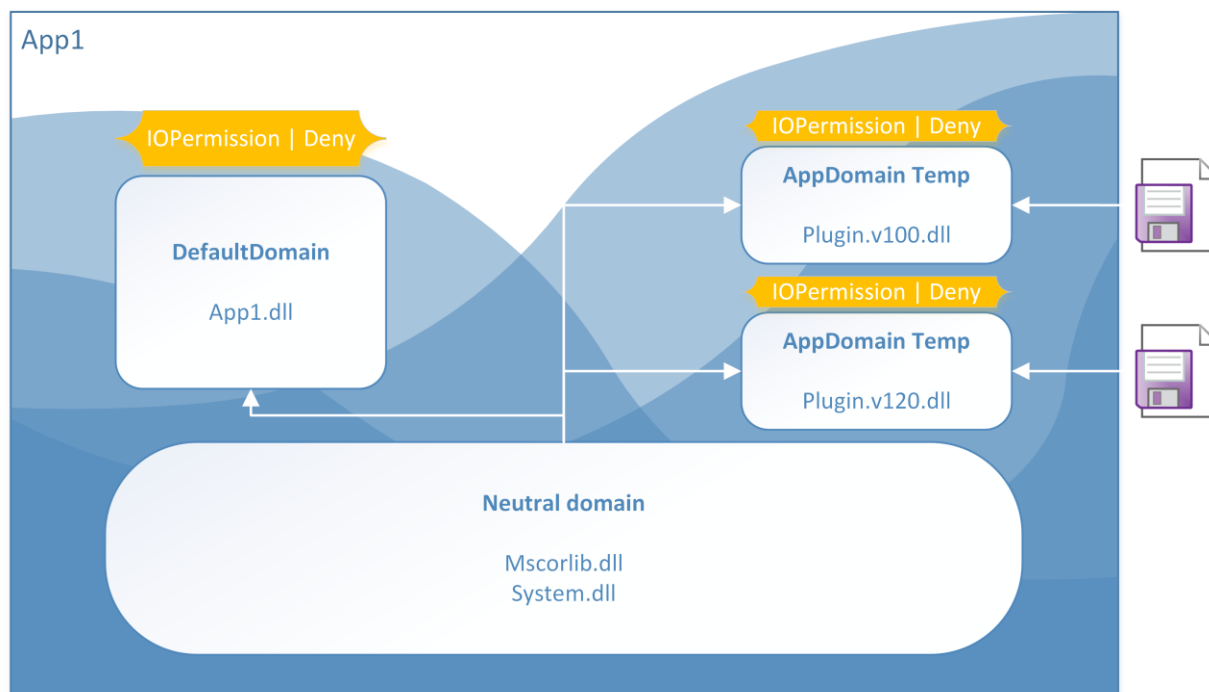 App1
IOPermission | Deny
DefaultDomain
App1.dll
IOPermission | Deny
AppDomain Temp
Plugin.v100.dll
IOPermission | Deny
AppDomain Temp
Plugin.v120.dll
Neutral domain
Mscorlib.dll
System.dll